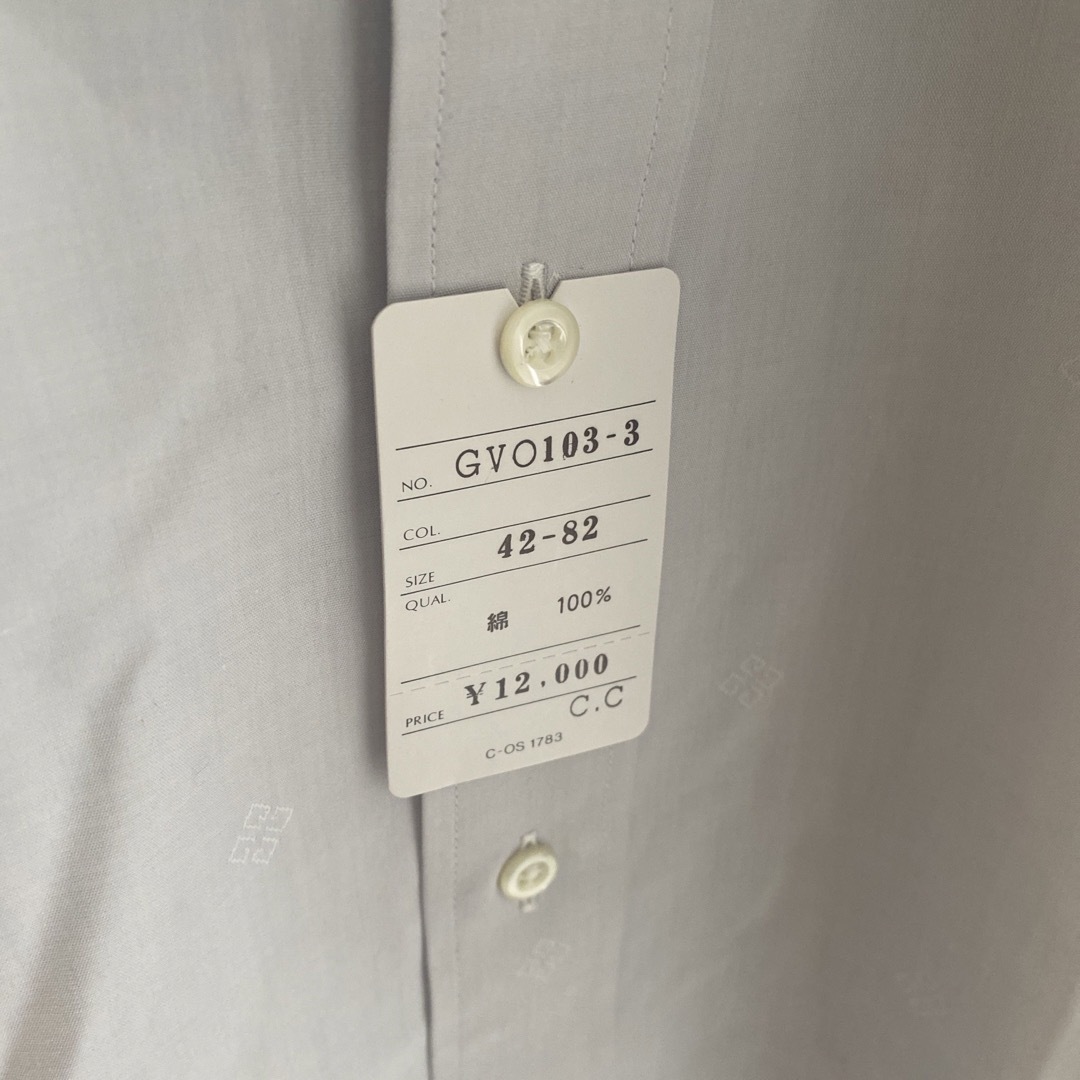 NO. GVO103-3
COL.
SIZE 42-82
QUAL.
綿 100%
PRICE ¥12,000
C.C
C-OS 1783